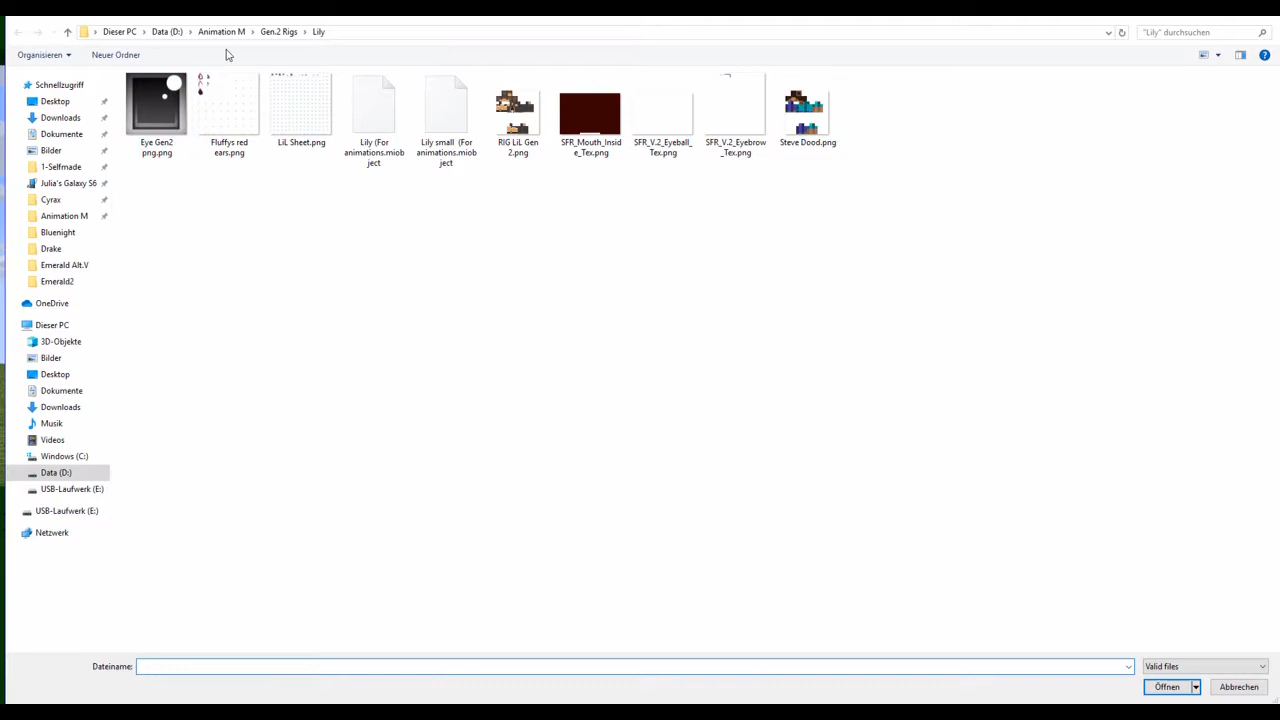 Dieser PC > Data (D:) > Animation M > Gen.2 Rigs > Lily
"Lily" durchsuchen
Organisieren
Neuer Ordner
Schnellzugriff
Desktop
Downloads
Dokumente
Bilder
1-Selfmade
Julia's Galaxy S6
Cyrax
Animation M
Bluenight
Drake
Emerald Alt.V
Emerald2
OneDrive
Dieser PC
3D-Objekte
Bilder
Desktop
Dokumente
Downloads
Musik
Videos
Windows (C:)
Data (D:)
USB-Laufwerk (E:)
USB-Laufwerk (E:)
Netzwerk
Eye Gen2
png.png
Fluffys red
ears.png
LiL Sheet.png
Lily (For
animations.miob
ject
Lily small (For
animations.miob
ject
RIG LiL Gen
2.png
SFR_Mouth_Insid
e_Tex.png
SFR_V.2_Eyeball_
Tex.png
SFR_V.2_Eyebrow
_Tex.png
Steve Dood.png
Dateiname:
Valid files
Öffnen
Abbrechen